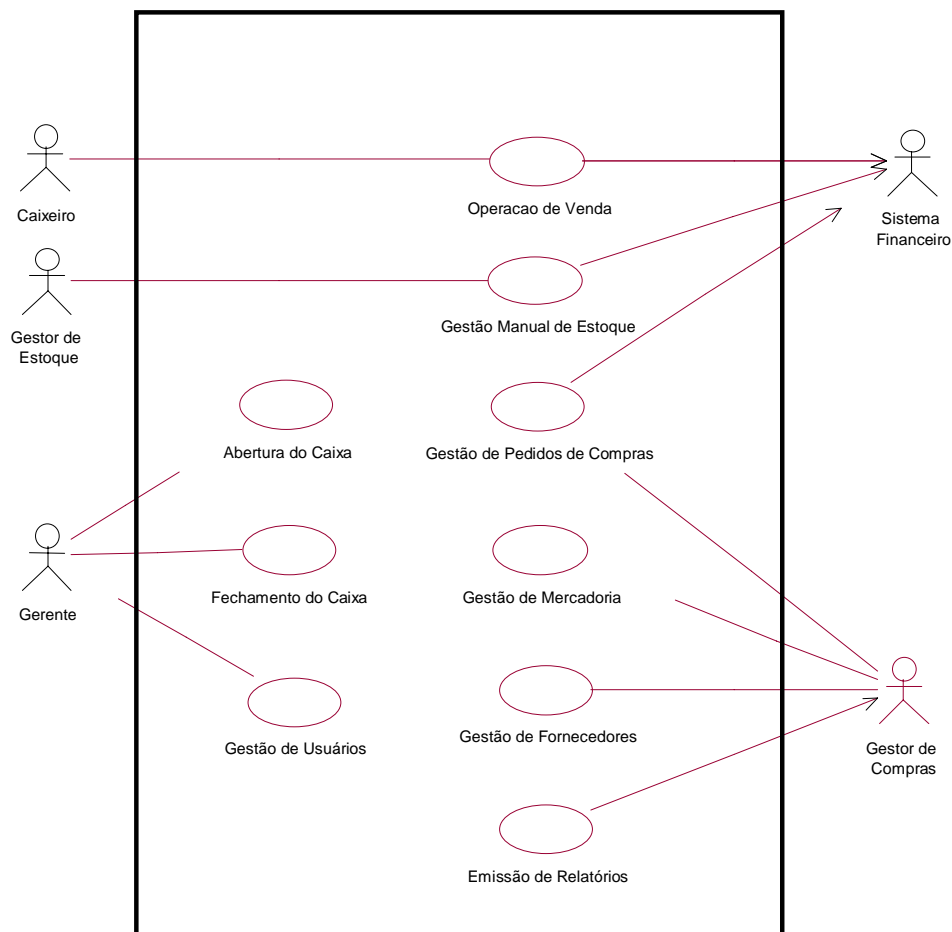 Caixeiro
Operacao de Venda
Sistema
Financeiro
Gestor de
Estoque
Gestão Manual de Estoque
Abertura do Caixa
Gestão de Pedidos de Compras
Gerente
Fechamento do Caixa
Gestão de Mercadoria
Gestão de Usuários
Gestão de Fornecedores
Gestor de
Compras
Emissão de Relatórios